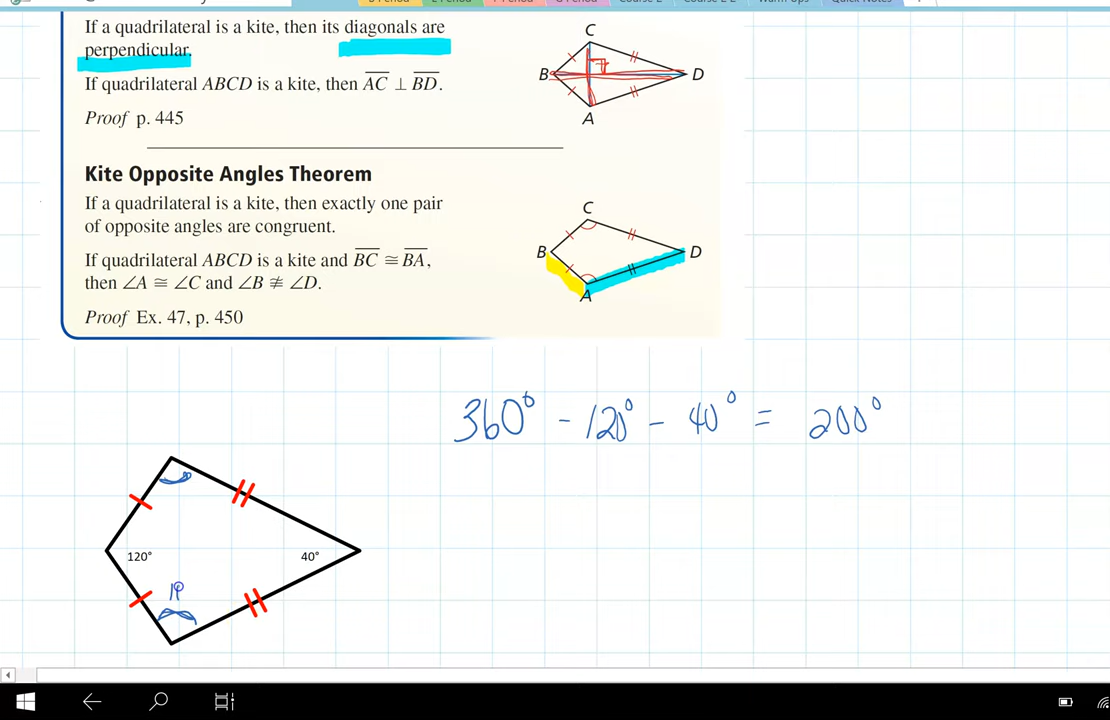 If a quadrilateral is a kite, then its diagonals are
perpendicular.
If quadrilateral ABCD is a kite, then AC ⊥ BD.
Proof p. 445
C
B
D
A
Kite Opposite Angles Theorem
If a quadrilateral is a kite, then exactly one pair
of opposite angles are congruent.
If quadrilateral ABCD is a kite and BC ≅ BA,
then ∠A ≅ ∠C and ∠B ≇ ∠D.
Proof Ex. 47, p. 450
C
B
D
A
360° - 120° - 40° = 200°
120°
40°